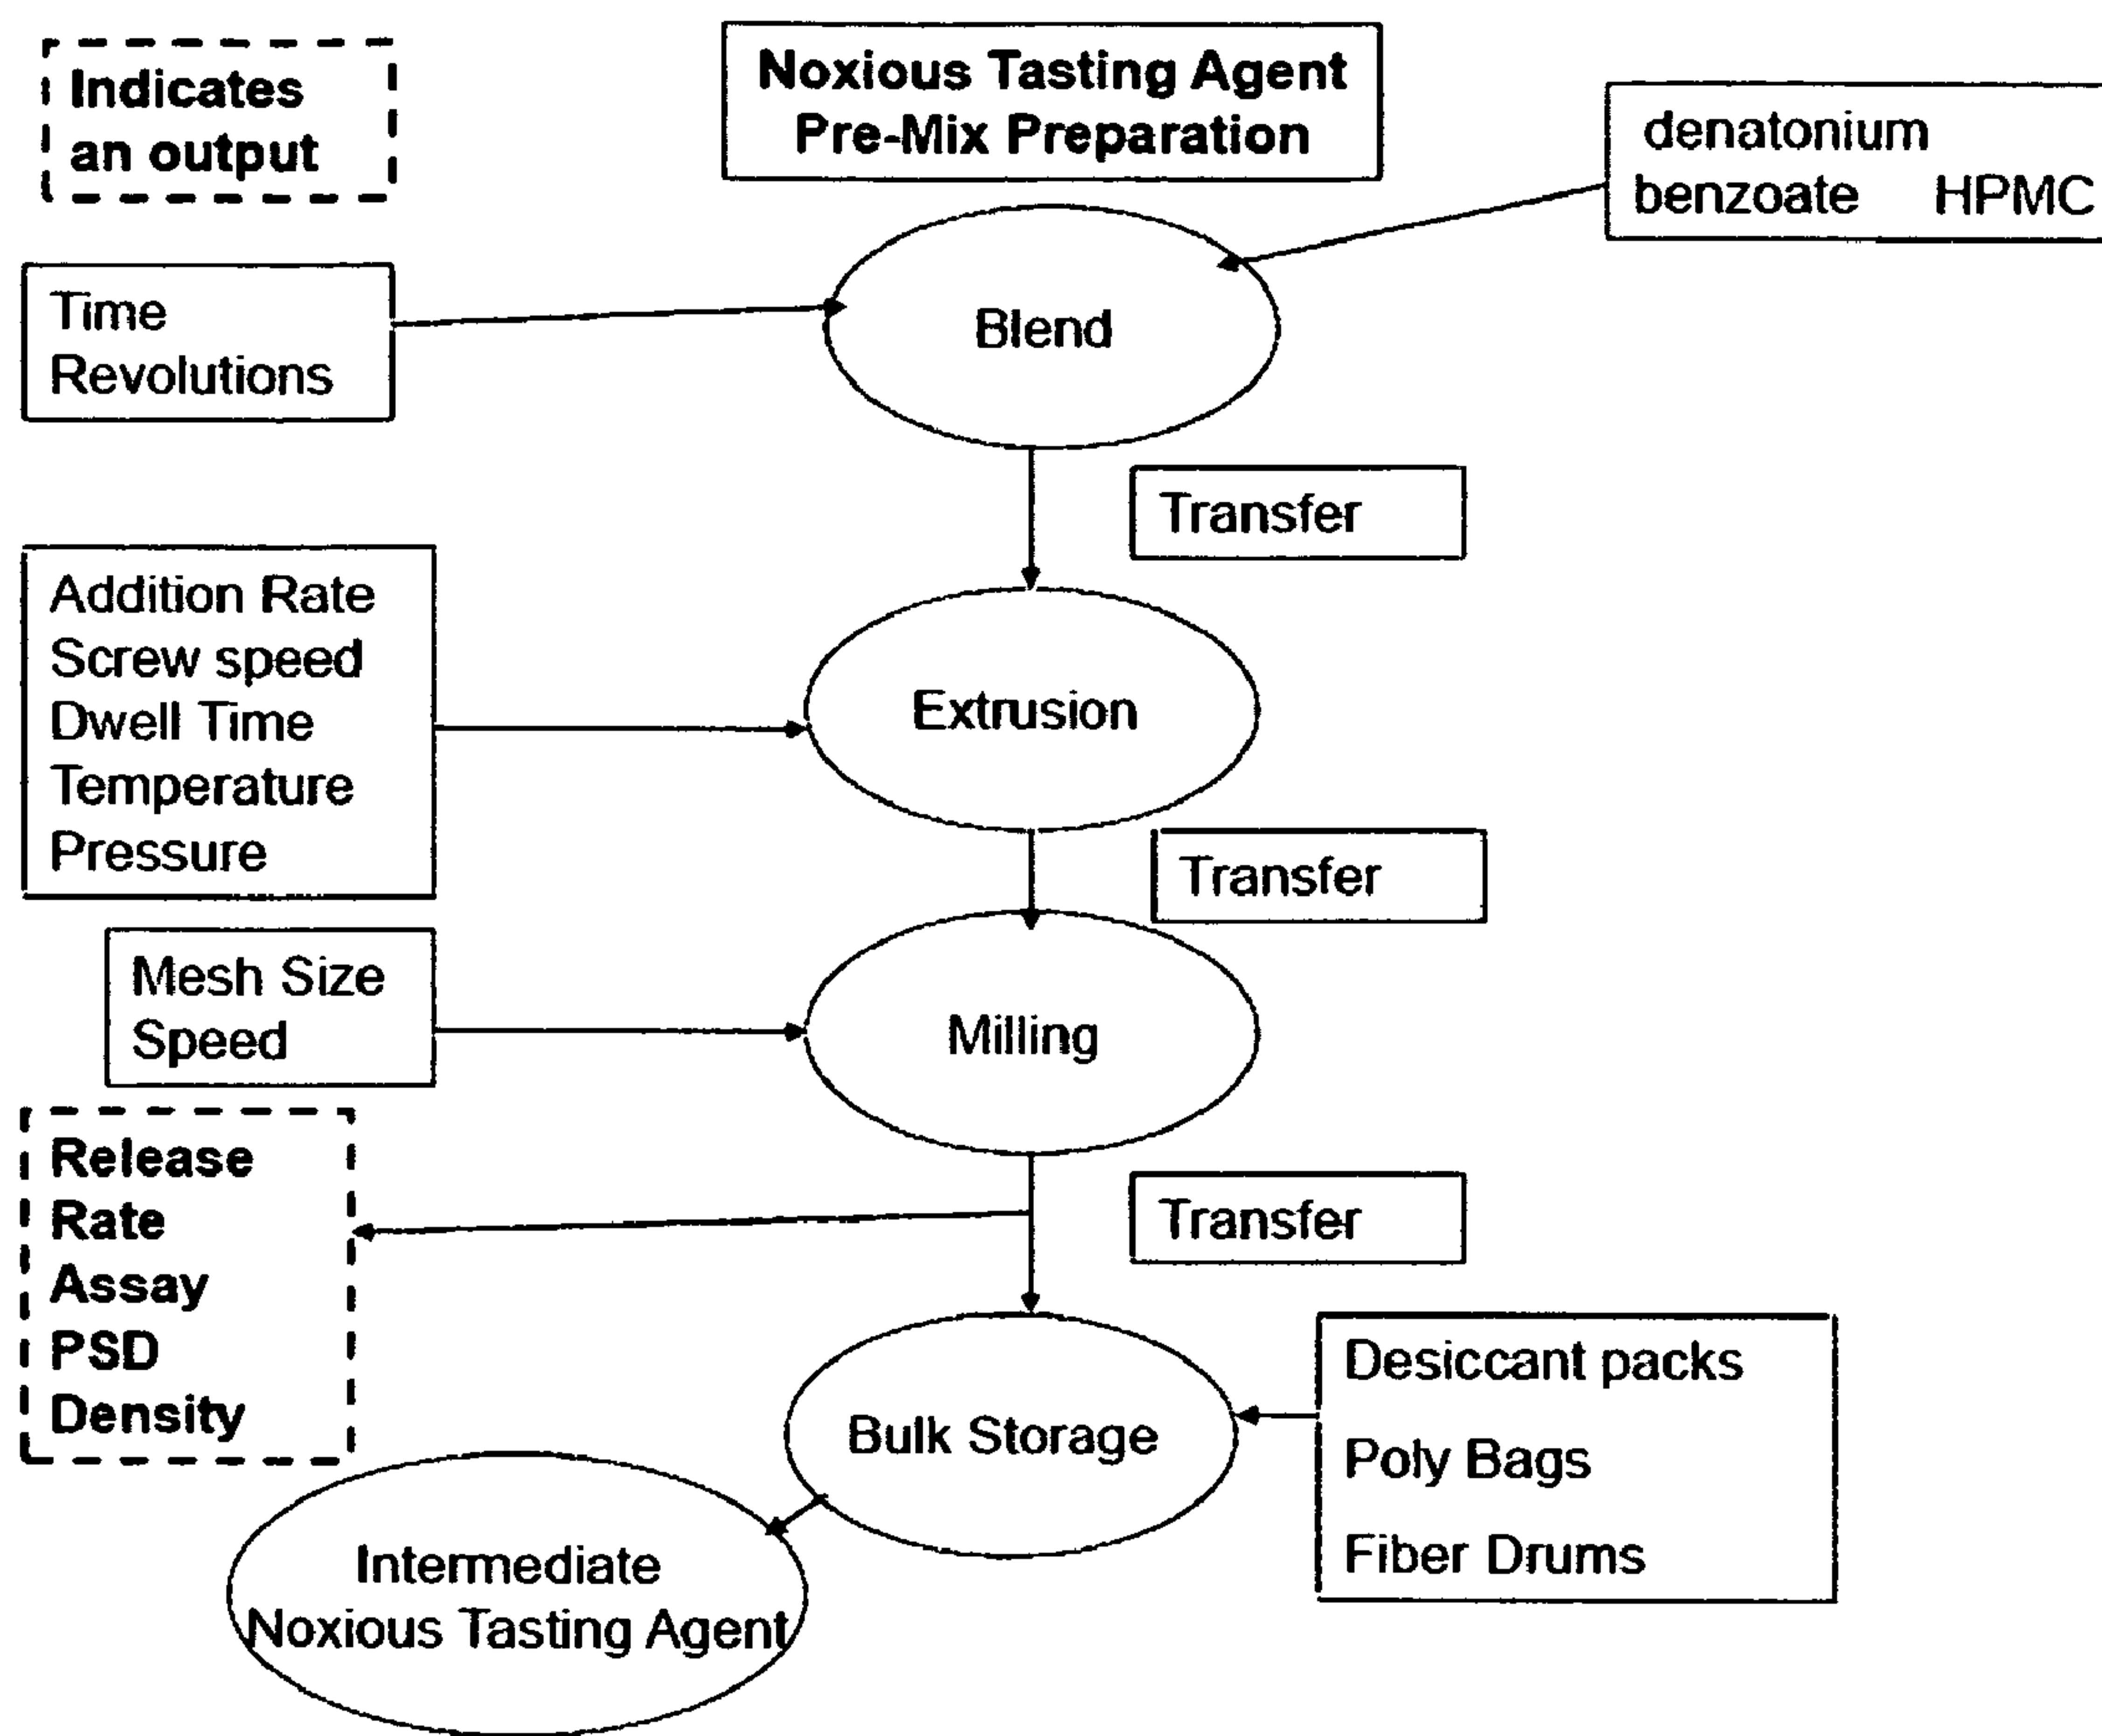 Indicates
an output
Noxious Tasting Agent
Pre-Mix Preparation
denatonium
benzoate HPMC
Time
Revolutions
Blend
Transfer
Addition Rate
Screw speed
Dwell Time
Temperature
Pressure
Extrusion
Transfer
Mesh Size
Speed
Milling
Release
Rate
Assay
PSD
Density
Transfer
Bulk Storage
Desiccant packs
Poly Bags
Fiber Drums
Intermediate
Noxious Tasting Agent